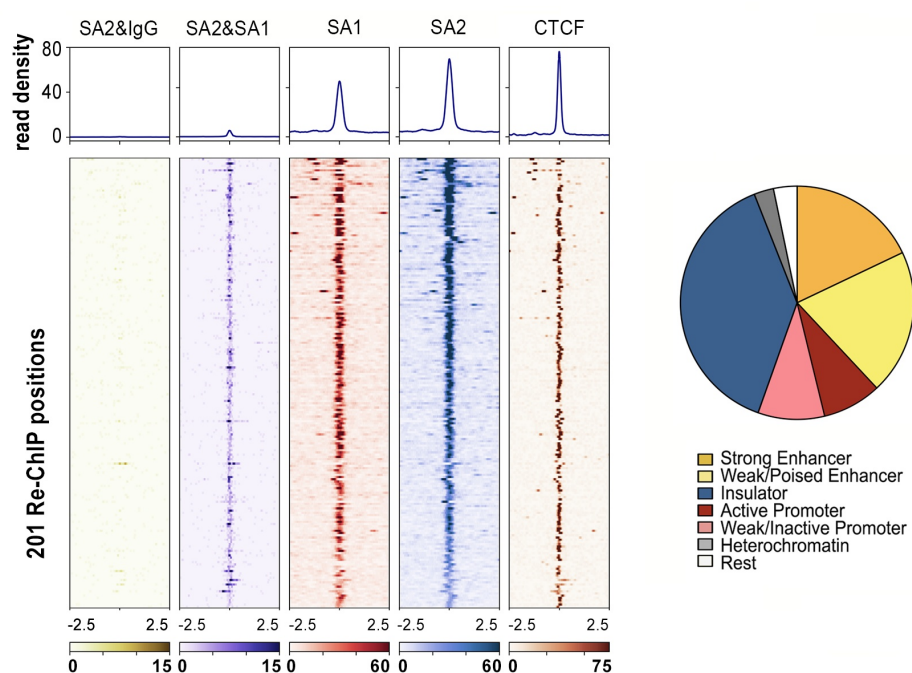 SA2&IgG SA2&SA1 SA1 SA2 CTCF
read density
80
40
0
201 Re-ChIP positions
-2.5 2.5 -2.5 2.5 -2.5 2.5 -2.5 2.5 -2.5 2.5
0 15 0 15 0 60 0 60 0 75
Strong Enhancer
Weak/Poised Enhancer
Insulator
Active Promoter
Weak/Inactive Promoter
Heterochromatin
Rest